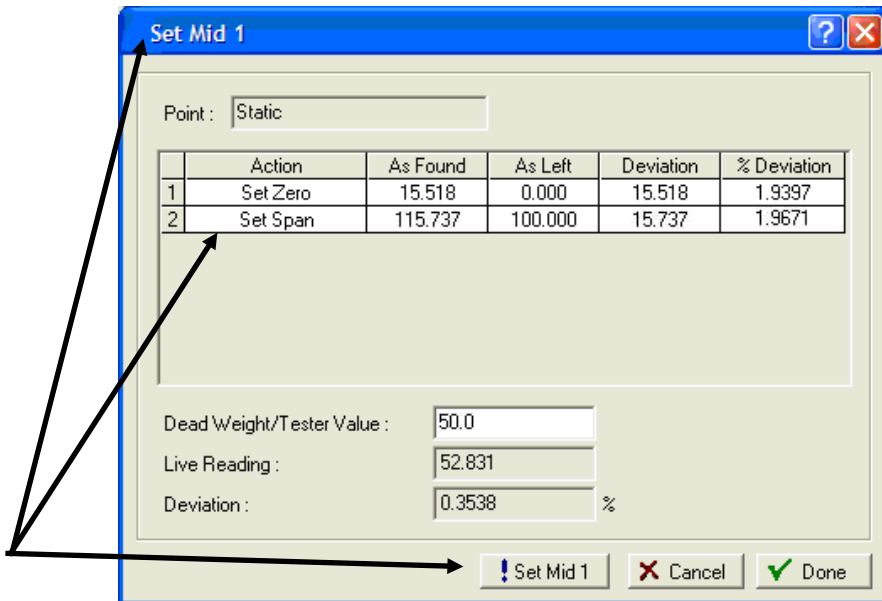 Set Mid 1
Point : Static
Action As Found As Left Deviation % Deviation
1 Set Zero 15.518 0.000 15.518 1.9397
2 Set Span 115.737 100.000 15.737 1.9671
Dead Weight/Tester Value : 50.0
Live Reading : 52.831
Deviation : 0.3538 %
! Set Mid 1 Cancel Done